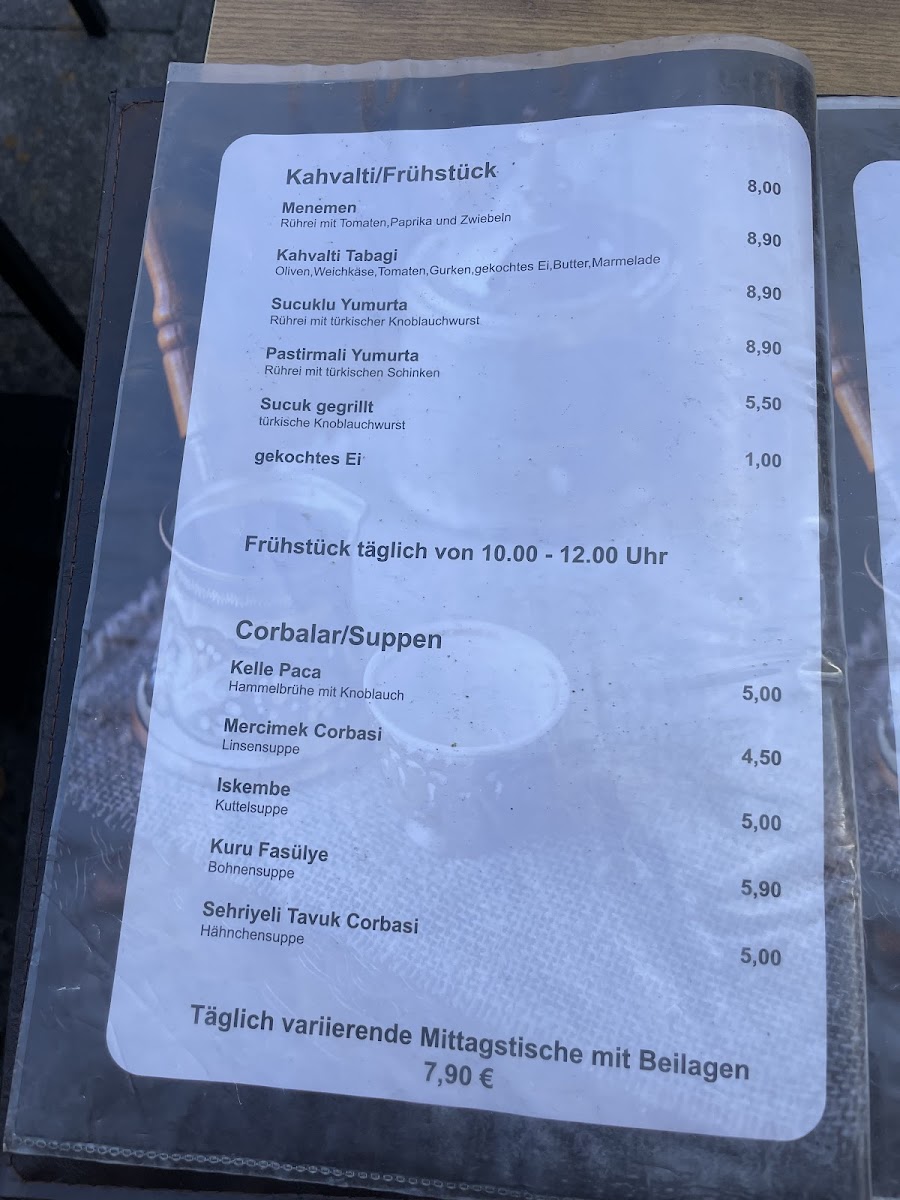 Kahvalti/Frühstück
Menemen 8,00
Rührei mit Tomaten,Paprika und Zwiebeln
Kahvalti Tabagi 8,90
Oliven,Weichkäse,Tomaten,Gurken,gekochtes Ei,Butter,Marmelade
Sucuklu Yumurta 8,90
Rührei mit türkischer Knoblauchwurst
Pastirmali Yumurta 8,90
Rührei mit türkischen Schinken
Sucuk gegrillt 5,50
türkische Knoblauchwurst
gekochtes Ei 1,00
Frühstück täglich von 10.00 - 12.00 Uhr
Corbalar/Suppen
Kelle Paca 5,00
Hammelbrühe mit Knoblauch
Mercimek Corbasi 4,50
Linsensuppe
Iskembe 5,00
Kuttelsuppe
Kuru Fasülye 5,90
Bohnensuppe
Sehriyeli Tavuk Corbasi 5,00
Hähnchensuppe
Täglich variierende Mittagstische mit Beilagen
7,90 €